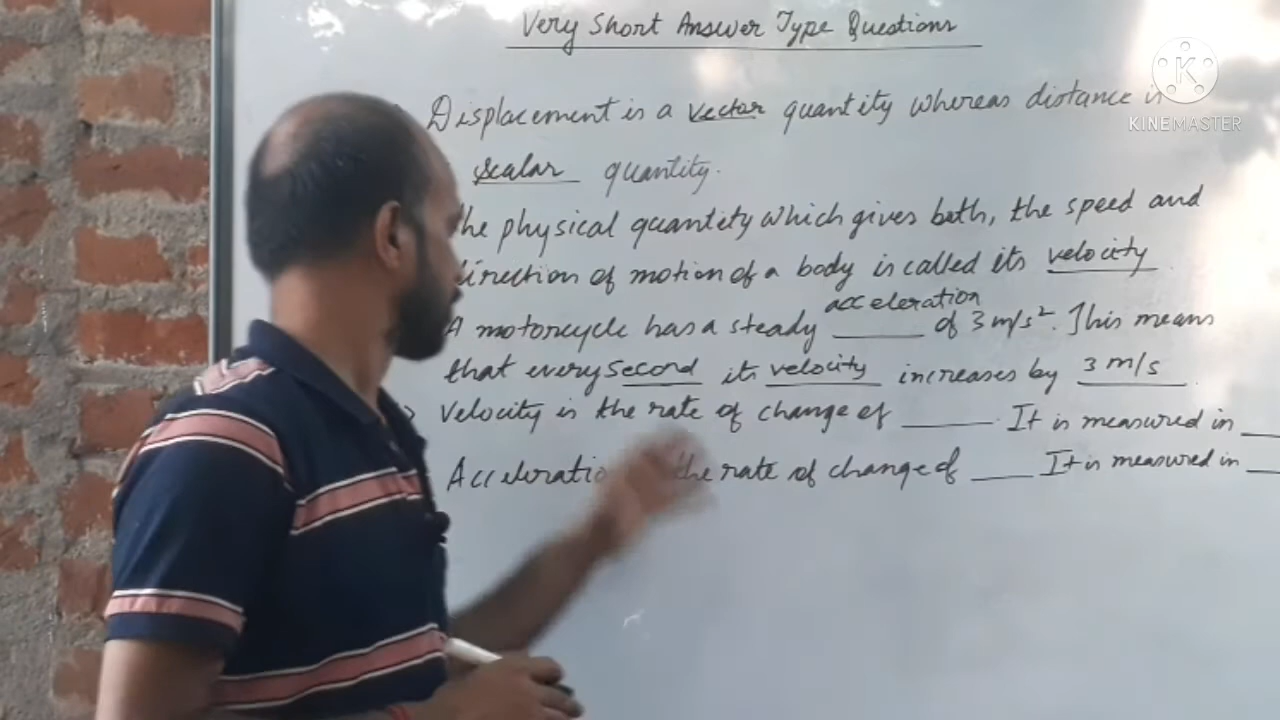 Very Short Answer Type Questions
K
KINEMASTER
Displacement is a vector quantity whereas distance is
scalar quantity.
The physical quantity which gives both, the speed and
direction of motion of a body is called its velocity
acceleration
A motorcycle has a steady ______ of 3 m/s². This means
that every second its velocity increases by 3 m/s.
Velocity is the rate of change of ______. It is measured in ___
Acceleratio the rate of change of ____ It is measured in ___